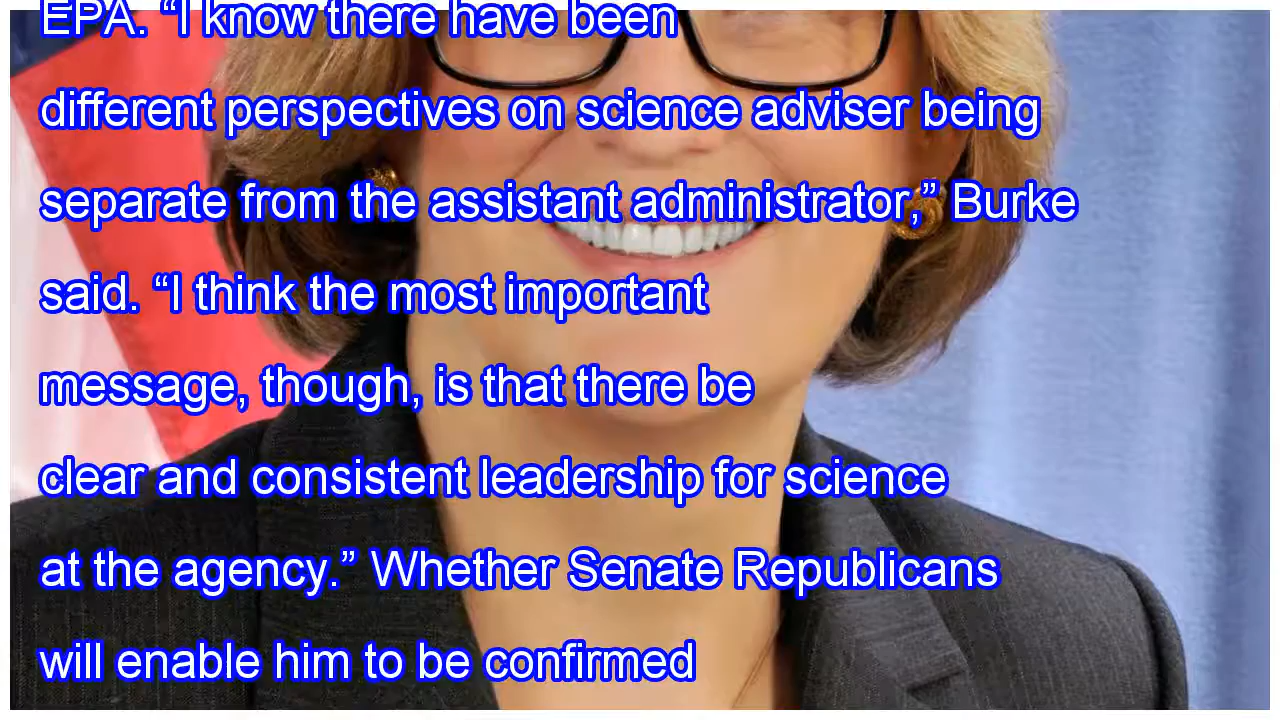 EPA. “I know there have been
different perspectives on science adviser being
separate from the assistant administrator,” Burke
said. “I think the most important
message, though, is that there be
clear and consistent leadership for science
at the agency.” Whether Senate Republicans
will enable him to be confirmed